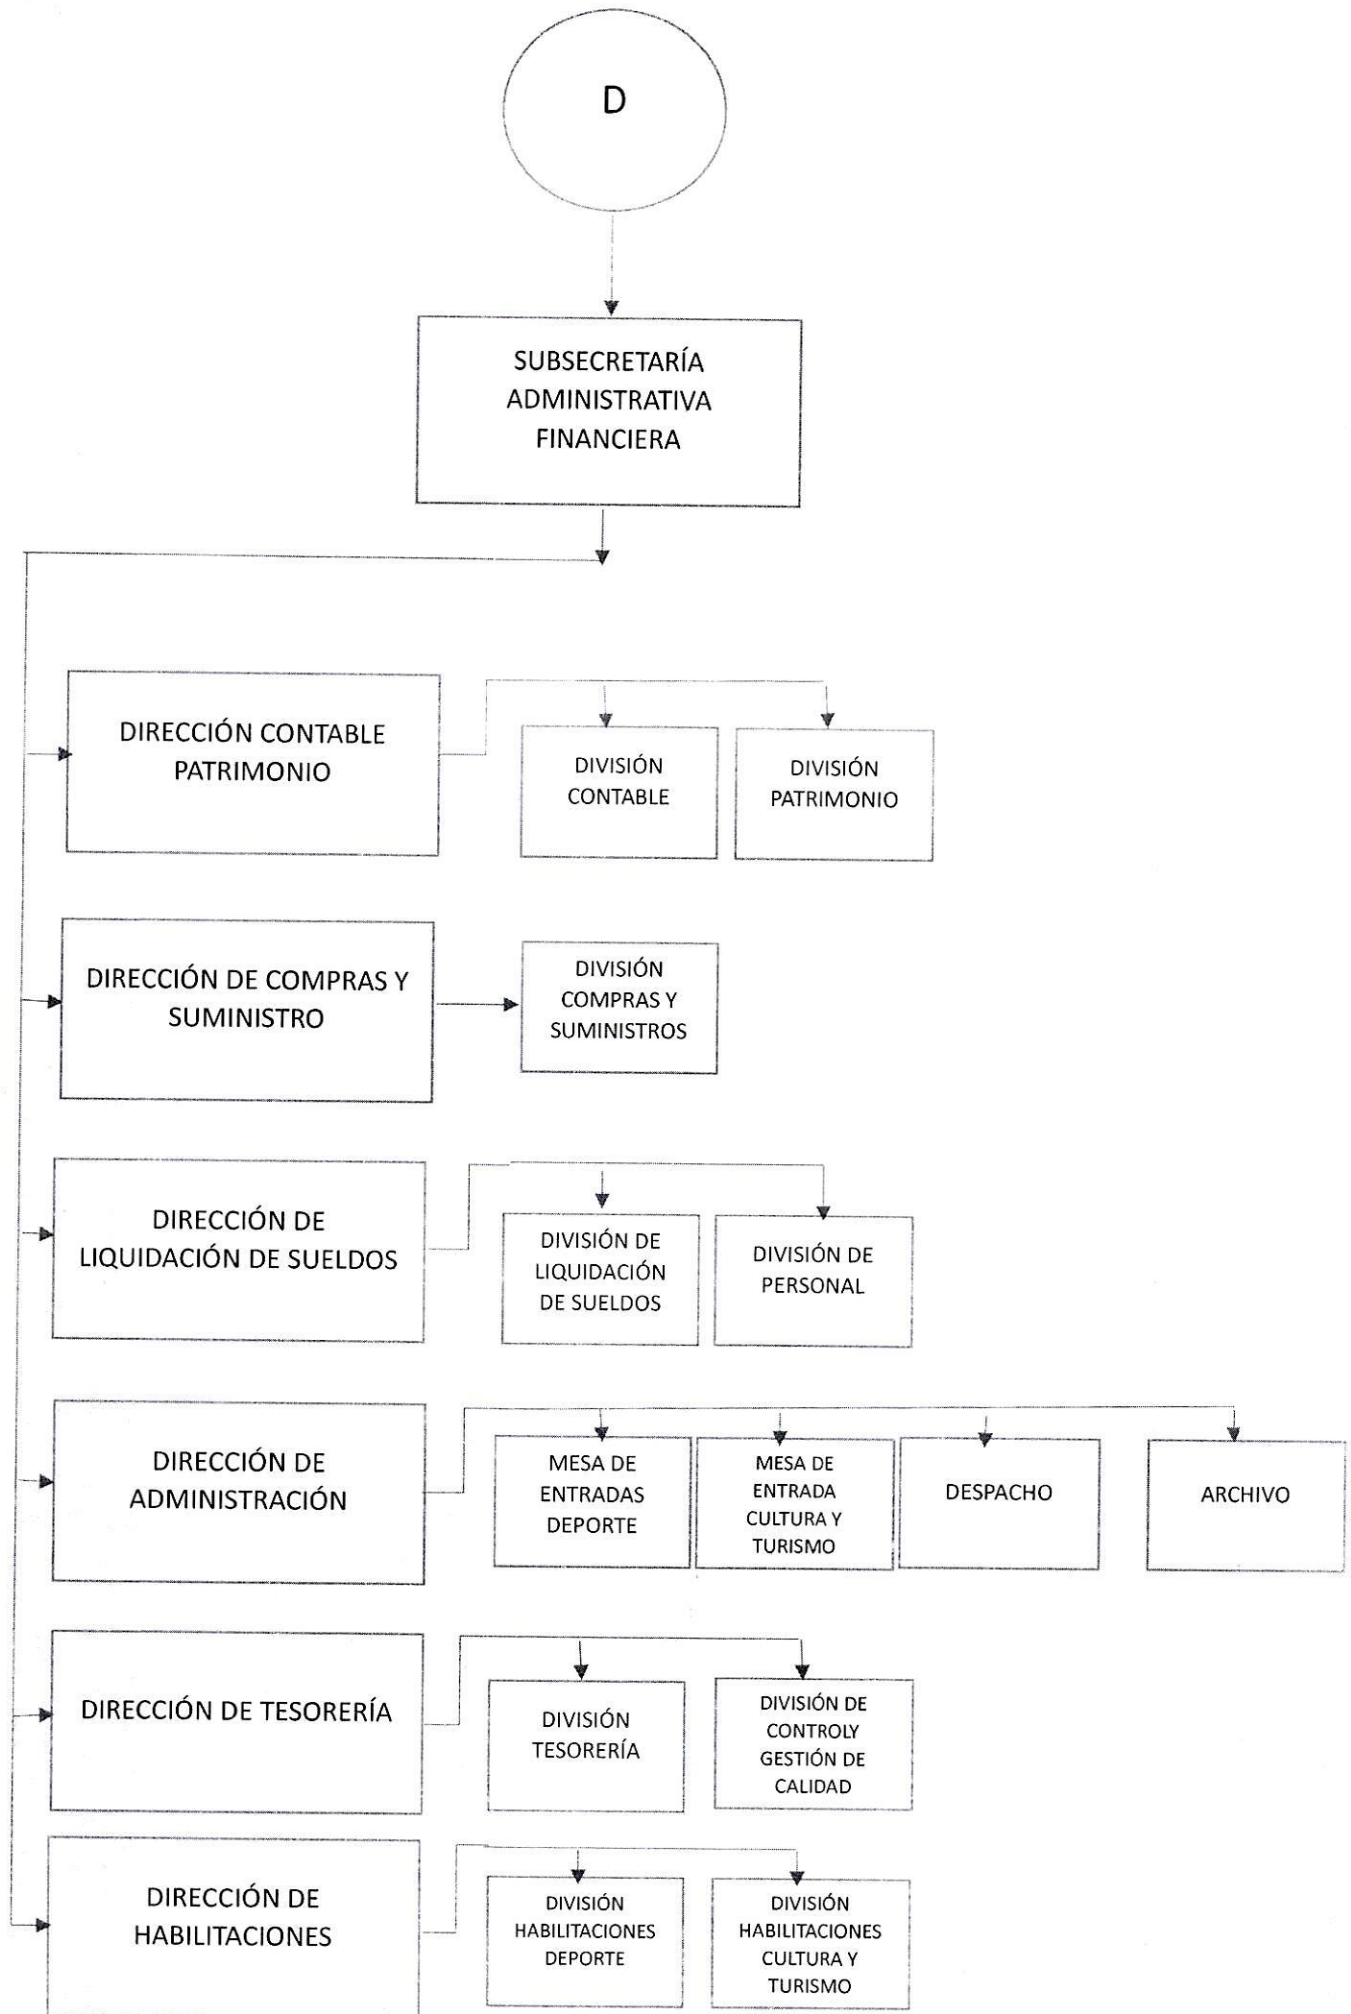 D
SUBSECRETARÍA
ADMINISTRATIVA
FINANCIERA
DIRECCIÓN CONTABLE
PATRIMONIO
DIVISIÓN
CONTABLE
DIVISIÓN
PATRIMONIO
DIRECCIÓN DE COMPRAS Y
SUMINISTRO
DIVISIÓN
COMPRAS Y
SUMINISTROS
DIRECCIÓN DE
LIQUIDACIÓN DE SUELDOS
DIVISIÓN DE
LIQUIDACIÓN
DE SUELDOS
DIVISIÓN DE
PERSONAL
DIRECCIÓN DE
ADMINISTRACIÓN
MESA DE
ENTRADAS
DEPORTE
MESA DE
ENTRADA
CULTURA Y
TURISMO
DESPACHO
ARCHIVO
DIRECCIÓN DE TESORERÍA
DIVISIÓN
TESORERÍA
DIVISIÓN DE
CONTROLY
GESTIÓN DE
CALIDAD
DIRECCIÓN DE
HABILITACIONES
DIVISIÓN
HABILITACIONES
DEPORTE
DIVISIÓN
HABILITACIONES
CULTURA Y
TURISMO